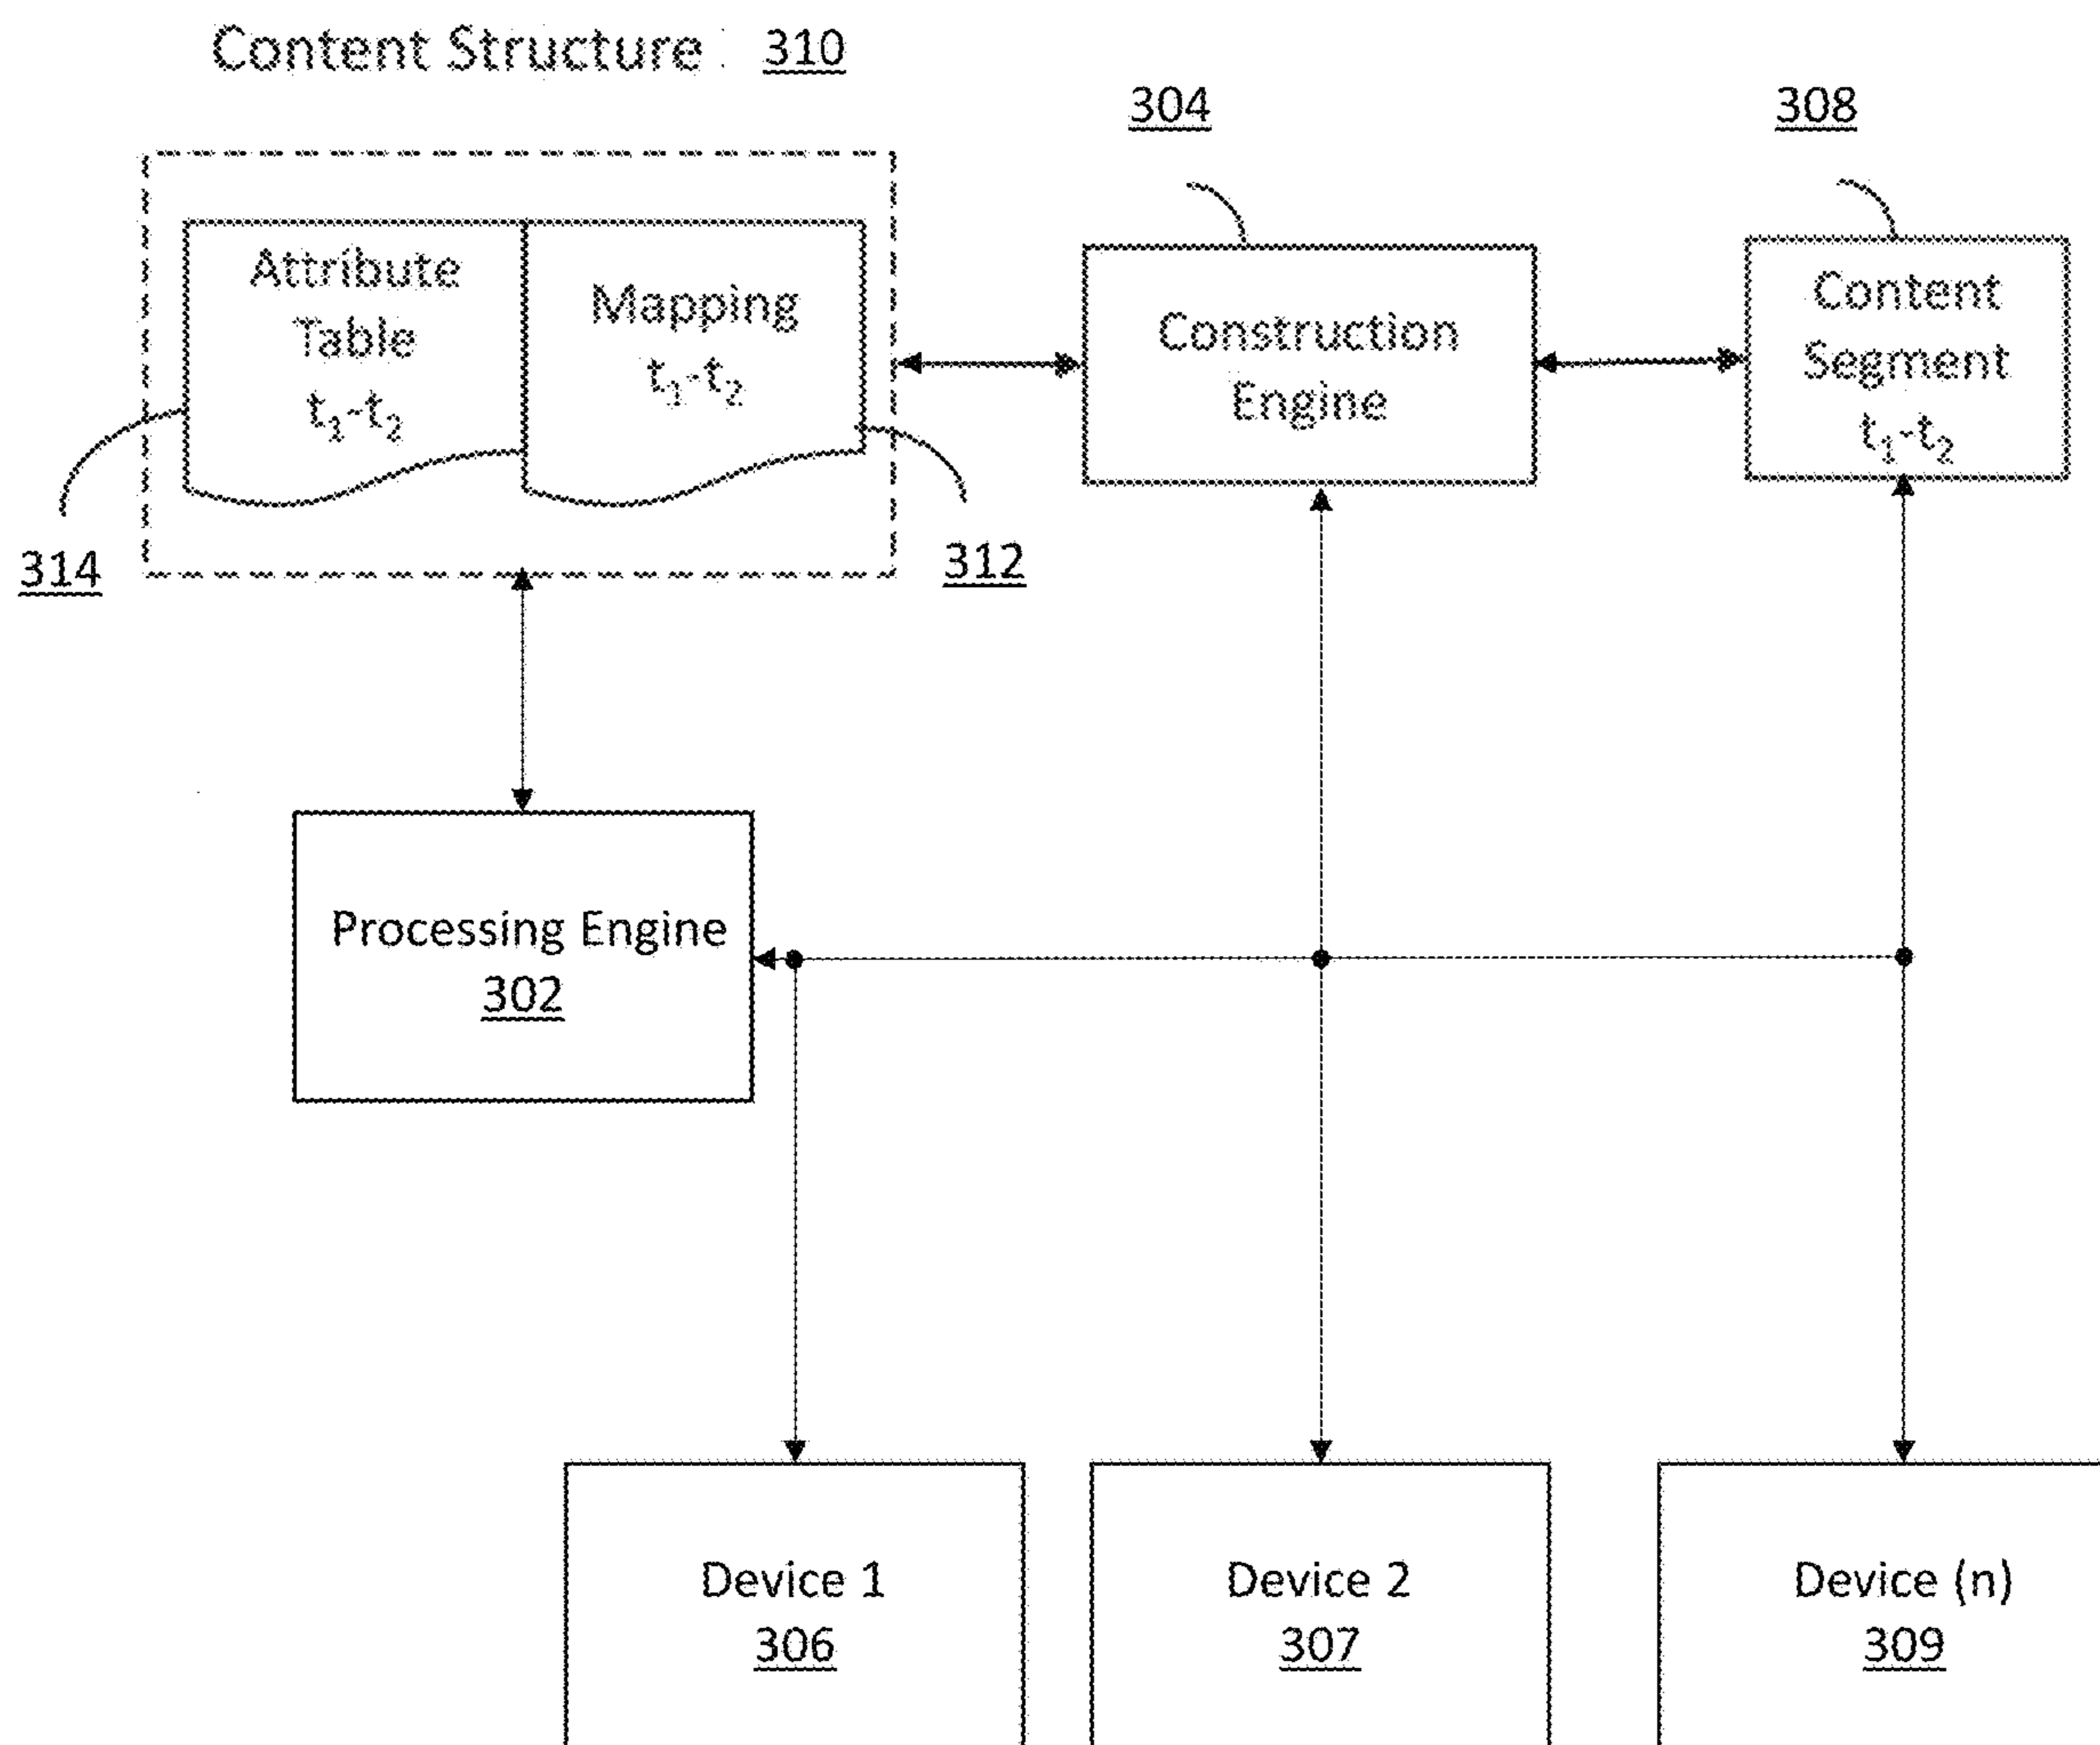 Content Structure 310
304
308
Attribute
Table
t1-t2
Mapping
t1-t2
Construction
Engine
Content
Segment
t1-t2
314
312
Processing Engine
302
Device 1
306
Device 2
307
Device (n)
309